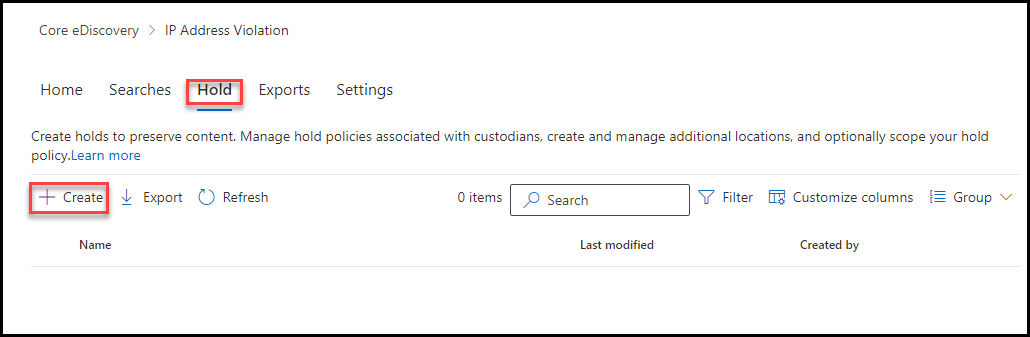 Core eDiscovery > IP Address Violation
Home Searches Hold Exports Settings
Create holds to preserve content. Manage hold policies associated with custodians, create and manage additional locations, and optionally scope your hold
policy.Learn more
Create Export Refresh 0 items Search Filter Customize columns Group
Name Last modified Created by